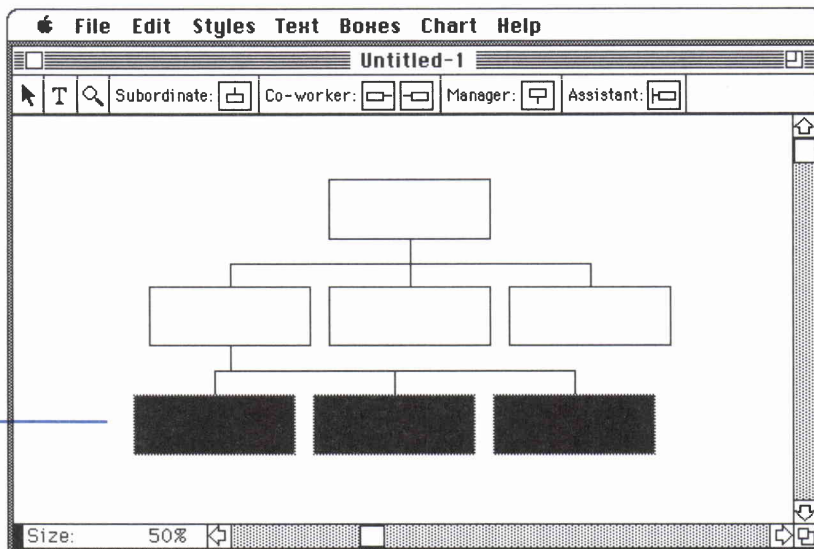 File Edit Styles Text Boxes Chart Help
Untitled-1
T Subordinate: Co-worker: Manager: Assistant:
Size: 50%